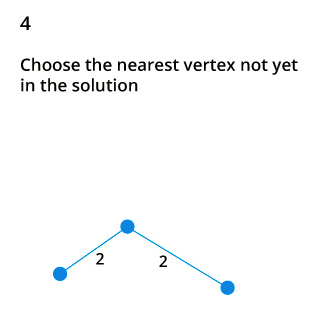 4
Choose the nearest vertex not yet
in the solution
2 2